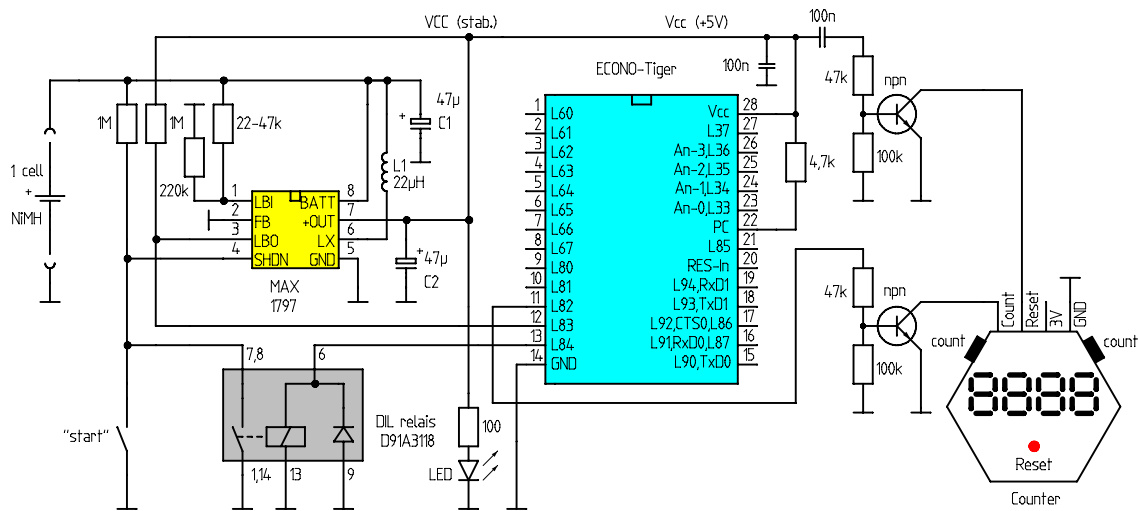 VCC (stab.)
Vcc (+5V)
100n
100n
ECONO-Tiger
47k
npn
100k
1M
1M
22-47k
220k
47µ
+
C1
L1
22µH
1 cell
+
NiMH
1 LBI
2 FB
3 LBO
4 SHDN
BATT 8
+OUT 7
LX 6
GND 5
MAX
1797
+
47µ
C2
1 L60
2 L61
3 L62
4 L63
5 L64
6 L65
7 L66
8 L67
9 L80
10 L81
11 L82
12 L83
13 L84
14 GND
Vcc 28
L37 27
An-3,L36 26
An-2,L35 25
An-1,L34 24
An-0,L33 23
PC 22
L85 21
RES-In 20
L94,RxD1 19
L93,TxD1 18
L92,CTS0,L86 17
L91,RxD0,L87 16
L90,TxD0 15
4,7k
47k
npn
100k
"start"
7,8
6
1,14
13
9
DIL relais
D91A3118
100
LED
Count
Reset
3V
GND
count
count
8888
Reset
Counter